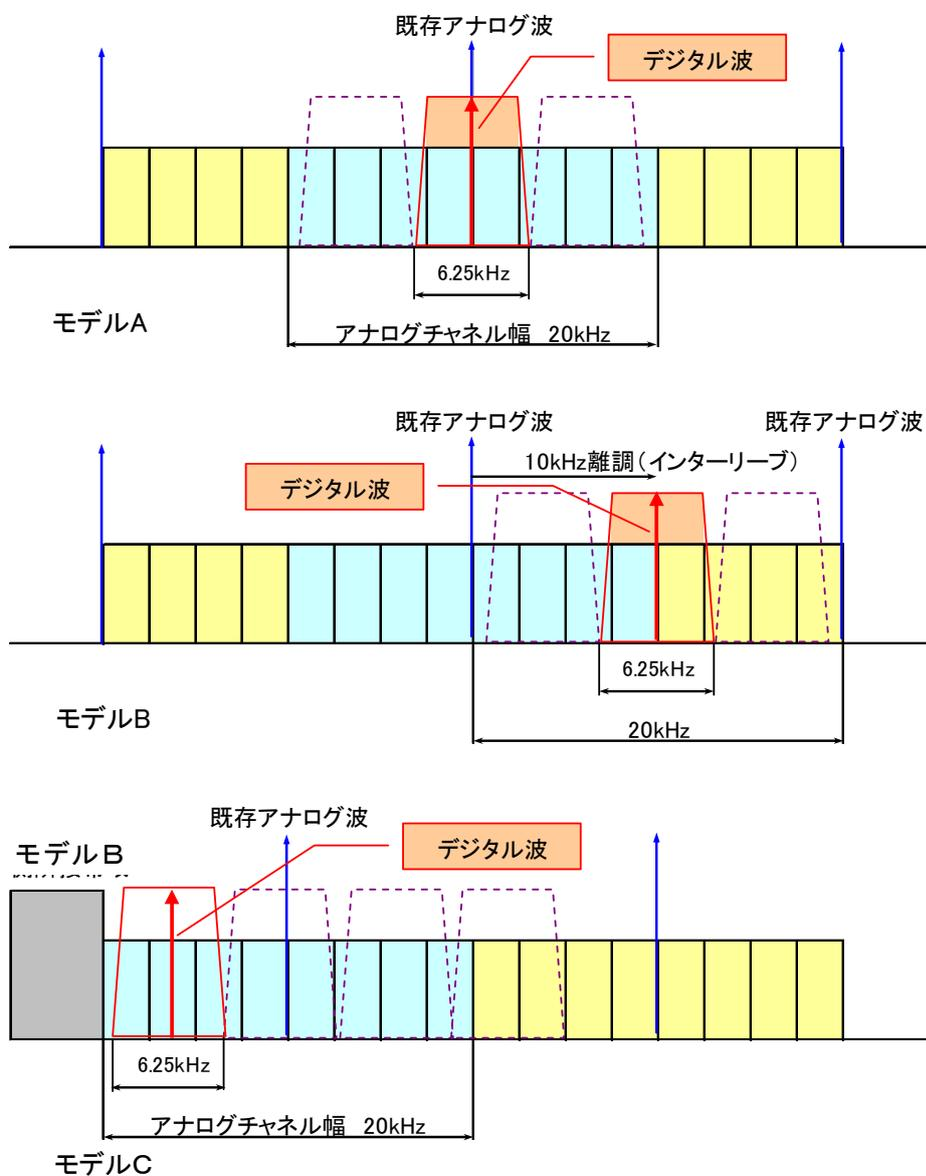 既存アナログ波
デジタル波
6.25kHz
モデルA
アナログチャネル幅 20kHz
既存アナログ波
既存アナログ波
10kHz離調(インターリーブ)
デジタル波
6.25kHz
モデルB
20kHz
既存アナログ波
モデルB
デジタル波
6.25kHz
アナログチャネル幅 20kHz
モデルC